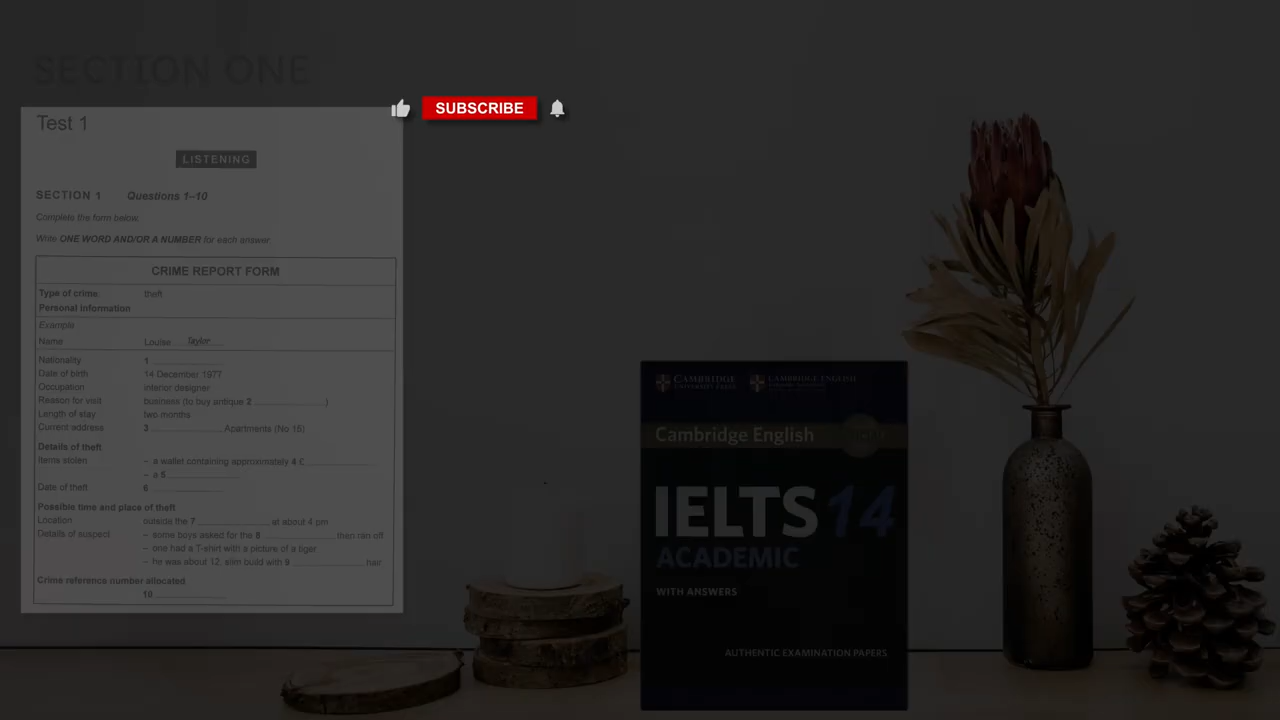 SECTION ONE
SUBSCRIBE
Test 1
LISTENING
SECTION 1 Questions 1–10
Complete the form below.
Write ONE WORD AND/OR A NUMBER for each answer.
CRIME REPORT FORM
Type of crime: theft
Personal information
Example
Name Louise Taylor
Nationality 1
Date of birth 14 December 1977
Occupation interior designer
Reason for visit business (to buy antique 2 )
Length of stay two months
Current address 3 Apartments (No 15)
Details of theft
Items stolen – a wallet containing approximately 4 £
– a 5
Date of theft 6
Possible time and place of theft
Location outside the 7 at about 4 pm
Details of suspect – some boys asked for the 8 then ran off
– one had a T-shirt with a picture of a tiger
– he was about 12, slim build with 9 hair
Crime reference number allocated
10
CAMBRIDGE UNIVERSITY PRESS
CAMBRIDGE ENGLISH
Cambridge English
IELTS 14
ACADEMIC
WITH ANSWERS
AUTHENTIC EXAMINATION PAPERS